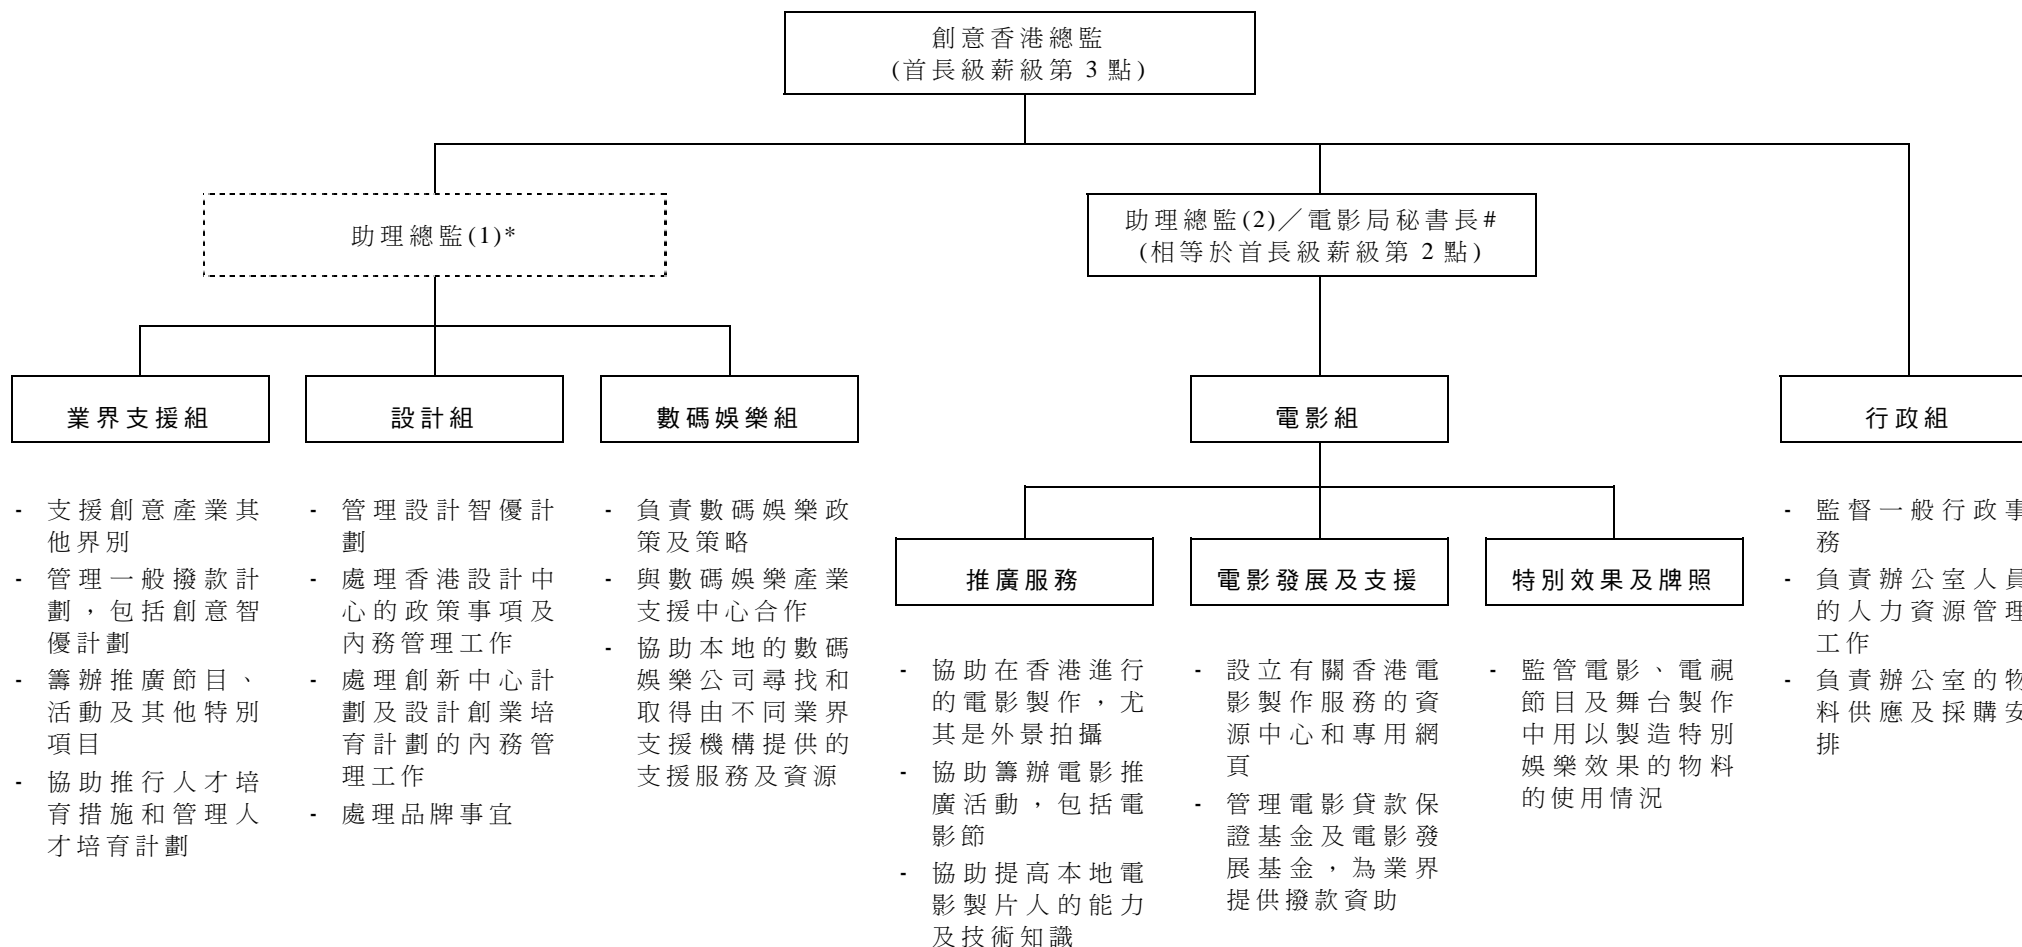 創意香港總監
(首長級薪級第 3 點)
助理總監(1)*
助理總監(2)／電影局秘書長#
(相等於首長級薪級第 2 點)
業界支援組
設計組
數碼娛樂組
電影組
行政組
- 支援創意產業其
他界別
- 管理一般撥款計
劃，包括創意智
優計劃
- 籌辦推廣節目、
活動及其他特別
項目
- 協助推行人才培
育措施和管理人
才培育計劃
- 管理設計智優計
劃
- 處理香港設計中
心的政策事項及
內務管理工作
- 處理創新中心計
劃及設計創業培
育計劃的內務管
理工作
- 處理品牌事宜
- 負責數碼娛樂政
策及策略
- 與數碼娛樂產業
支援中心合作
- 協助本地的數碼
娛樂公司尋找和
取得由不同業界
支援機構提供的
支援服務及資源
推廣服務
電影發展及支援
特別效果及牌照
- 協助在香港進行
的電影製作，尤
其是外景拍攝
- 協助籌辦電影推
廣活動，包括電
影節
- 協助提高本地電
影製片人的能力
及技術知識
- 設立有關香港電
影製作服務的資
源中心和專用網
頁
- 管理電影貸款保
證基金及電影發
展基金，為業界
提供撥款資助
- 監管電影、電視
節目及舞台製作
中用以製造特別
娛樂效果的物料
的使用情況
- 監督一般行政事
務
- 負責辦公室人員
的人力資源管理
工作
- 負責辦公室的物
料供應及採購安
排